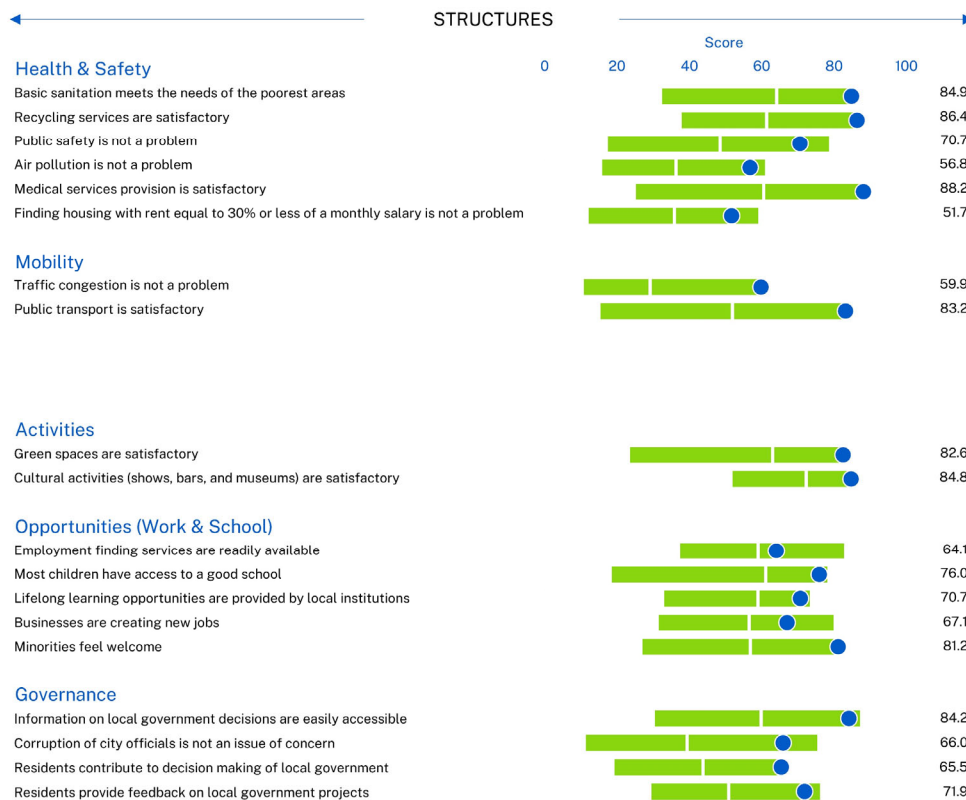 STRUCTURES
Score
Health & Safety 0 20 40 60 80 100
Basic sanitation meets the needs of the poorest areas 84.9
Recycling services are satisfactory 86.4
Public safety is not a problem 70.7
Air pollution is not a problem 56.8
Medical services provision is satisfactory 88.2
Finding housing with rent equal to 30% or less of a monthly salary is not a problem 51.7
Mobility
Traffic congestion is not a problem 59.9
Public transport is satisfactory 83.2
Activities
Green spaces are satisfactory 82.6
Cultural activities (shows, bars, and museums) are satisfactory 84.8
Opportunities (Work & School)
Employment finding services are readily available 64.1
Most children have access to a good school 76.0
Lifelong learning opportunities are provided by local institutions 70.7
Businesses are creating new jobs 67.1
Minorities feel welcome 81.2
Governance
Information on local government decisions are easily accessible 84.2
Corruption of city officials is not an issue of concern 66.0
Residents contribute to decision making of local government 65.5
Residents provide feedback on local government projects 71.9